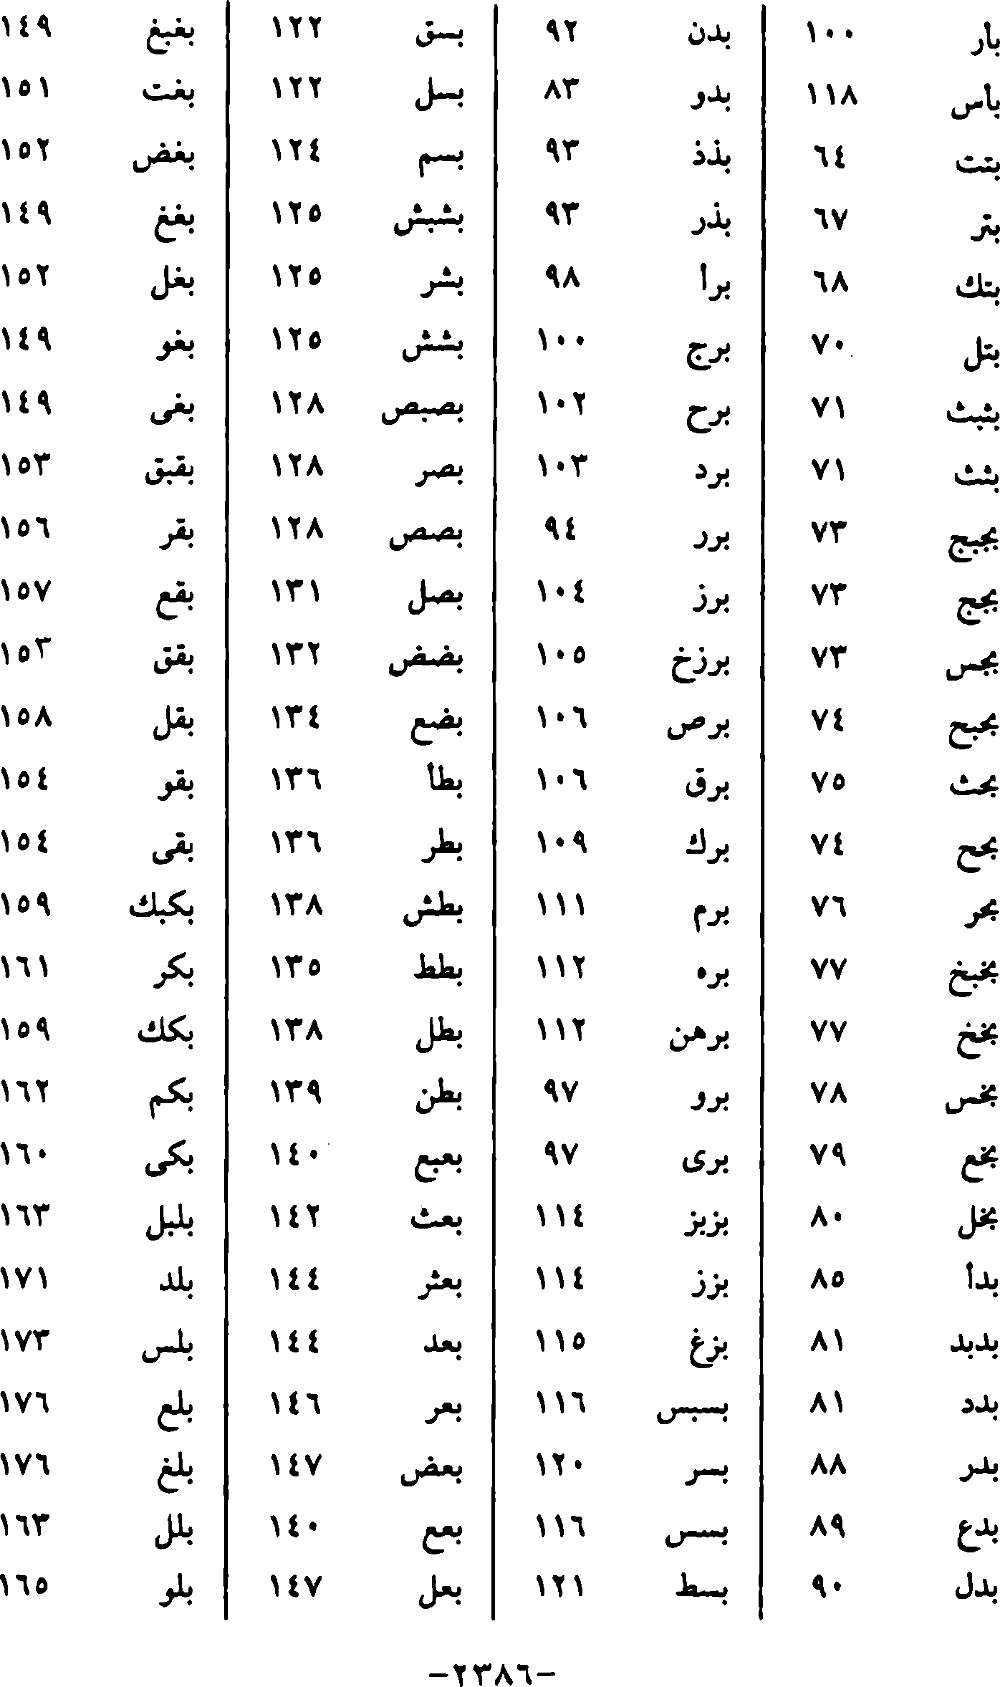 بأر ١٠٠ بدن ٩٢ بسق ١٢٢ بغبغ ١٤٩
بأس ١١٨ بدو ٨٣ بسل ١٢٢ بغت ١٥١
بتت ٦٤ بذذ ٩٣ بسم ١٢٤ بغض ١٥٢
بتر ٦٧ بذر ٩٣ بشبش ١٢٥ بغغ ١٤٩
بتك ٦٨ برأ ٩٨ بشر ١٢٥ بغل ١٥٢
بتل ٧٠ برج ١٠٠ بشش ١٢٥ بغو ١٤٩
بثبث ٧١ برح ١٠٢ بصبص ١٢٨ بغى ١٤٩
بثث ٧١ برد ١٠٣ بصر ١٢٨ بقبق ١٥٣
بجبج ٧٣ برر ٩٤ بصص ١٢٨ بقر ١٥٦
بجج ٧٣ برز ١٠٤ بصل ١٣١ بقع ١٥٧
بجس ٧٣ برزخ ١٠٥ بضض ١٣٢ بقق ١٥٣
بحبح ٧٤ برص ١٠٦ بضع ١٣٤ بقل ١٥٨
بحث ٧٥ برق ١٠٦ بطأ ١٣٦ بقو ١٥٤
بحح ٧٤ برك ١٠٩ بطر ١٣٦ بقى ١٥٤
بحر ٧٦ برم ١١١ بطش ١٣٨ بكبك ١٥٩
بخبخ ٧٧ بره ١١٢ بطط ١٣٥ بكر ١٦١
بخخ ٧٧ برهن ١١٢ بطل ١٣٨ بكك ١٥٩
بخس ٧٨ برو ٩٧ بطن ١٣٩ بكم ١٦٢
بخع ٧٩ برى ٩٧ بعبع ١٤٠ بكى ١٦٠
بخل ٨٠ بزبز ١١٤ بعث ١٤٢ بلبل ١٦٣
بدأ ٨٥ بزز ١١٤ بعثر ١٤٤ بلد ١٧١
بدبد ٨١ بزغ ١١٥ بعد ١٤٤ بلس ١٧٣
بدد ٨١ بسبس ١١٦ بعر ١٤٦ بلع ١٧٦
بدر ٨٨ بسر ١٢٠ بعض ١٤٧ بلغ ١٧٦
بدع ٨٩ بسس ١١٦ بعع ١٤٠ بلل ١٦٣
بدل ٩٠ بسط ١٢١ بعل ١٤٧ بلو ١٦٥
-٢٣٨٦-